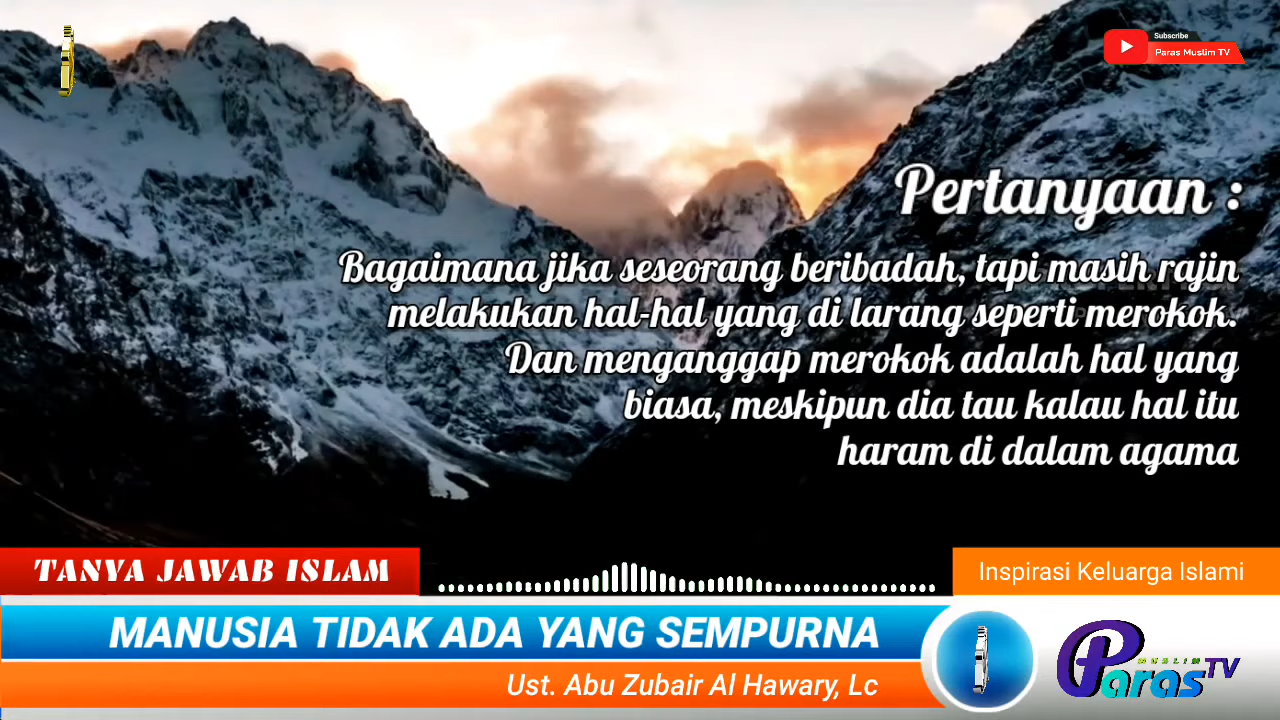 Subscribe
Paras Muslim TV
Pertanyaan :
Bagaimana jika seseorang beribadah, tapi masih rajin
melakukan hal-hal yang di larang seperti merokok.
Dan menganggap merokok adalah hal yang
biasa, meskipun dia tau kalau hal itu
haram di dalam agama
TANYA JAWAB ISLAM
Inspirasi Keluarga Islami
MANUSIA TIDAK ADA YANG SEMPURNA
Ust. Abu Zubair Al Hawary, Lc
MUSLIM
Paras TV